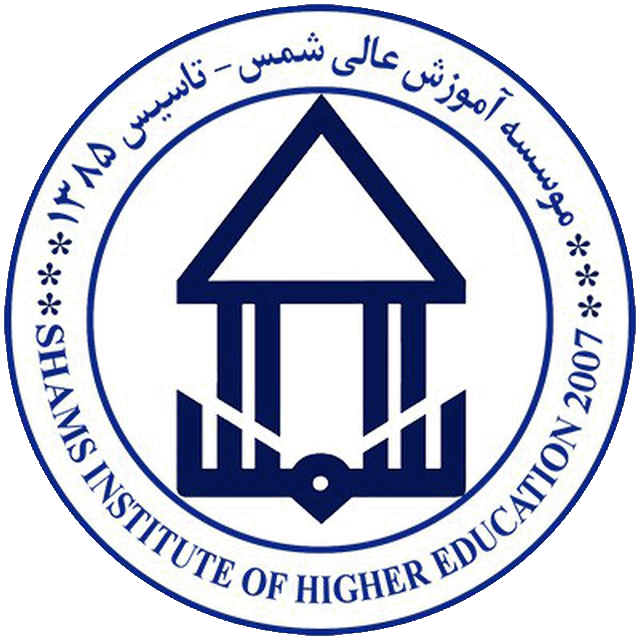 موسسه آموزش عالی شمس - تاسیس ۱۳۸۵
*** SHAMS INSTITUTE OF HIGHER EDUCATION 2007 ***